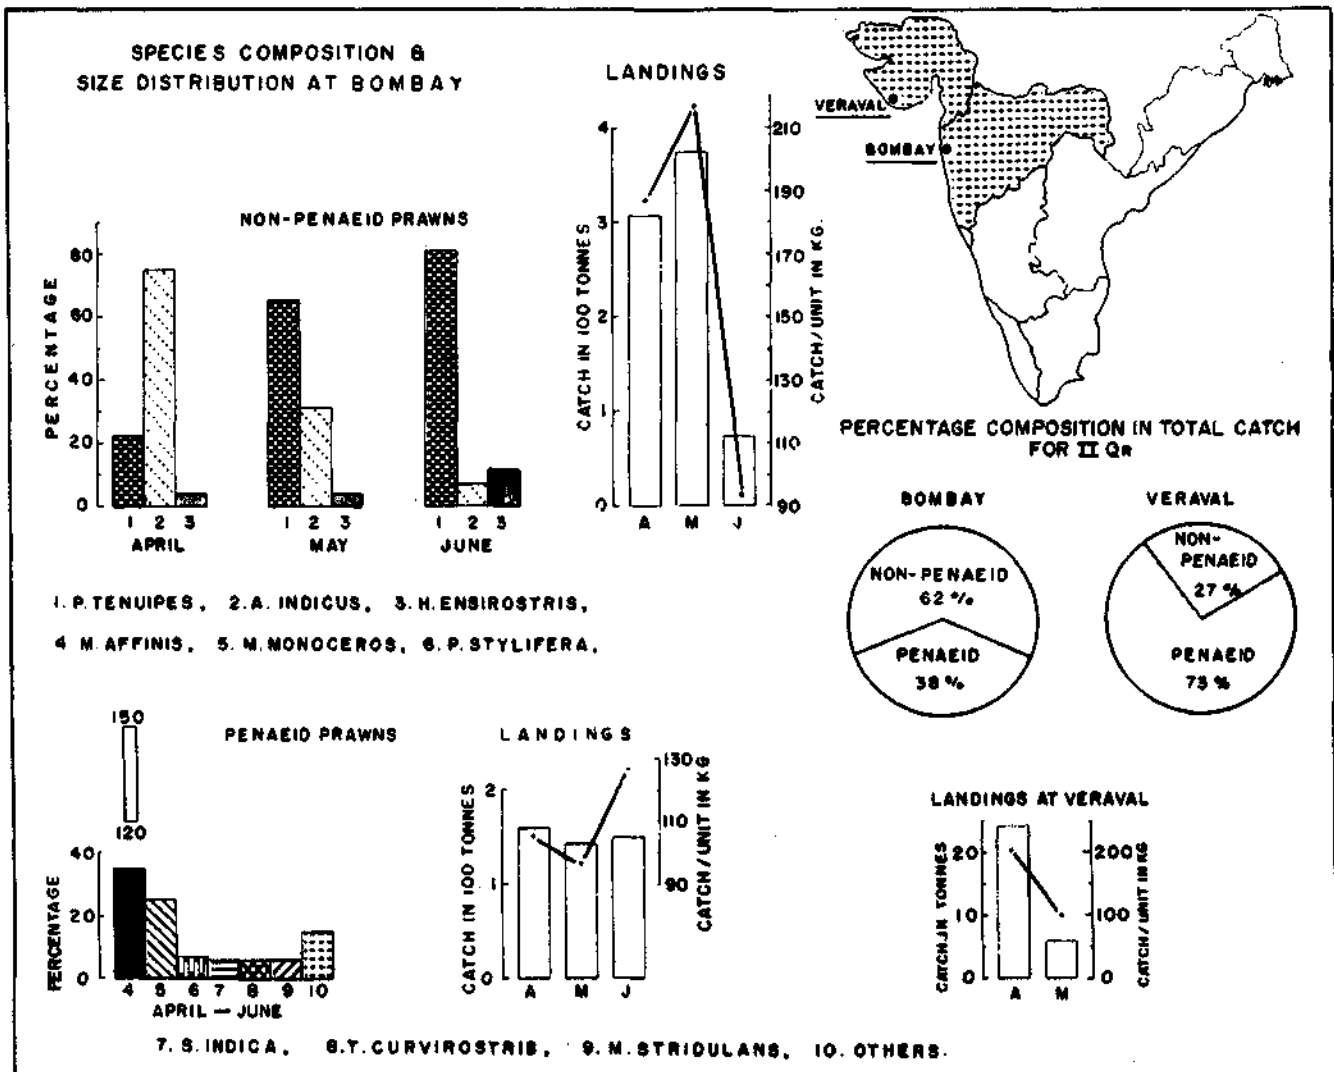 SPECIES COMPOSITION &
SIZE DISTRIBUTION AT BOMBAY
NON-PENAEID PRAWNS
PERCENTAGE
80
60
40
20
0
1 2 3
APRIL
1 2 3
MAY
1 2 3
JUNE
LANDINGS
CATCH IN 100 TONNES
4
3
2
1
0
A M J
210
190
170
150
130
110
90
CATCH/UNIT IN KG.
VERAVAL
BOMBAY
PERCENTAGE COMPOSITION IN TOTAL CATCH
FOR II QR
BOMBAY
NON-PENAEID
62 %
PENAEID
38 %
VERAVAL
NON-
PENAEID
27 %
PENAEID
73 %
1. P. TENUIPES, 2. A. INDICUS, 3. H. ENSIROSTRIS,
4 M. AFFINIS, 5. M. MONOCEROS, 6. P. STYLIFERA,
PENAEID PRAWNS
150
120
PERCENTAGE
40
20
0
4 5 6 7 8 9 10
APRIL — JUNE
LANDINGS
CATCH IN 100 TONNES
2
1
0
A M J
130
110
90
CATCH/UNIT IN KG
LANDINGS AT VERAVAL
CATCH IN TONNES
20
10
0
A M
200
100
0
CATCH/UNIT IN KG
7. S. INDICA, 8. T. CURVIROSTRIS, 9. M. STRIDULANS, 10. OTHERS.